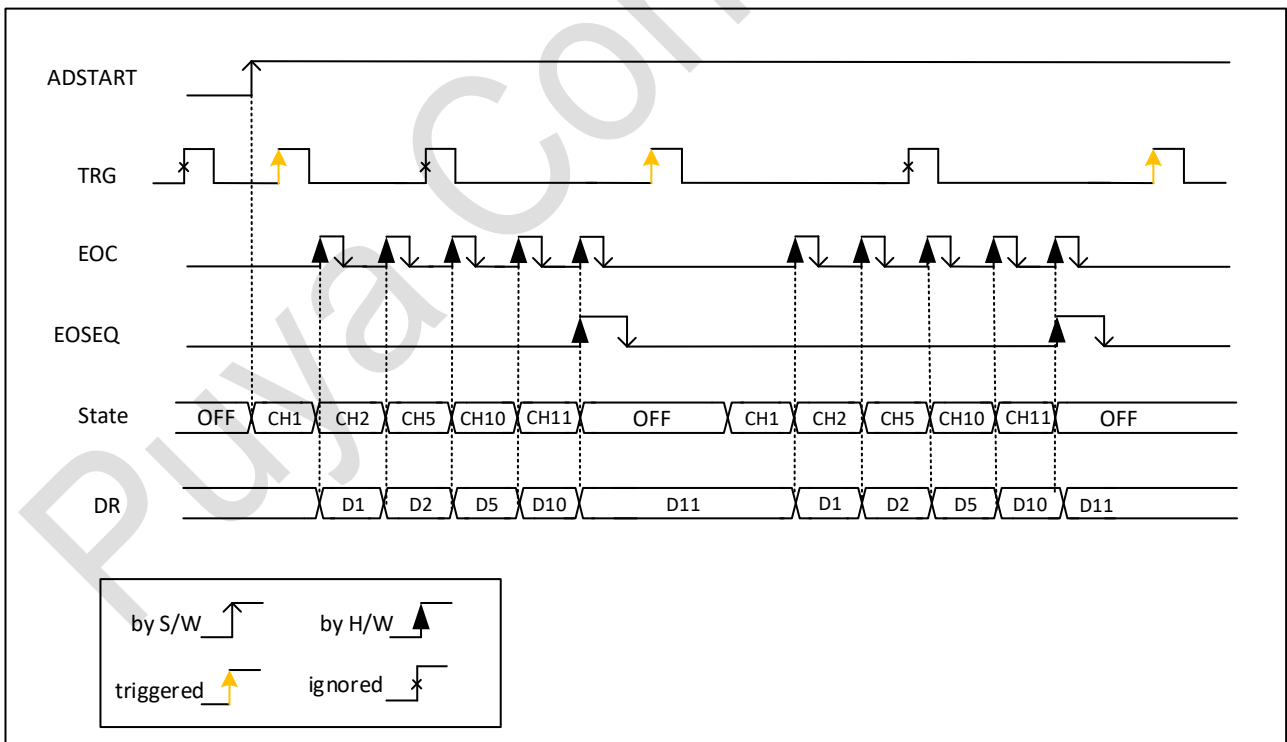 ADSTART
TRG
EOC
EOSEQ
State OFF CH1 CH2 CH5 CH10 CH11 OFF CH1 CH2 CH5 CH10 CH11 OFF
DR D1 D2 D5 D10 D11 D1 D2 D5 D10 D11
by S/W by H/W
triggered ignored
Puya Con